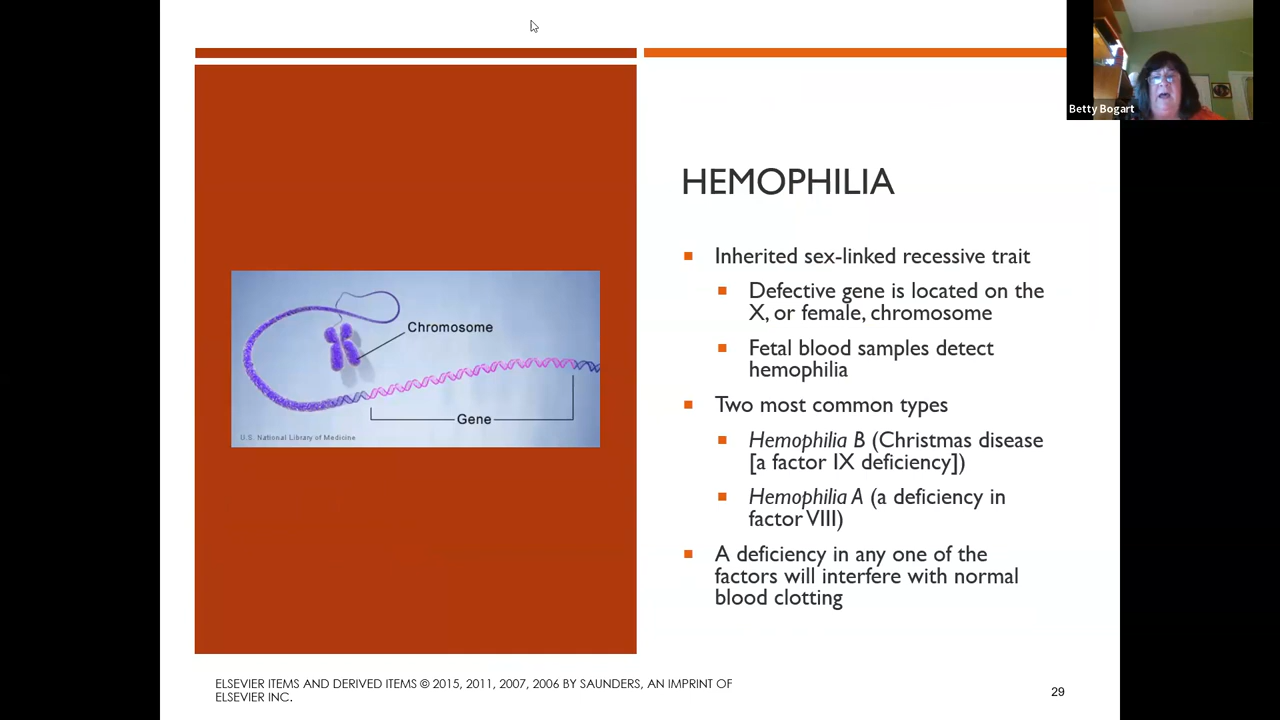 Betty Bogart
HEMOPHILIA
Inherited sex-linked recessive trait
Defective gene is located on the
X, or female, chromosome
Fetal blood samples detect
hemophilia
Two most common types
Hemophilia B (Christmas disease
[a factor IX deficiency])
Hemophilia A (a deficiency in
factor VIII)
A deficiency in any one of the
factors will interfere with normal
blood clotting
Chromosome
Gene
U.S. National Library of Medicine
ELSEVIER ITEMS AND DERIVED ITEMS © 2015, 2011, 2007, 2006 BY SAUNDERS, AN IMPRINT OF
ELSEVIER INC.
29